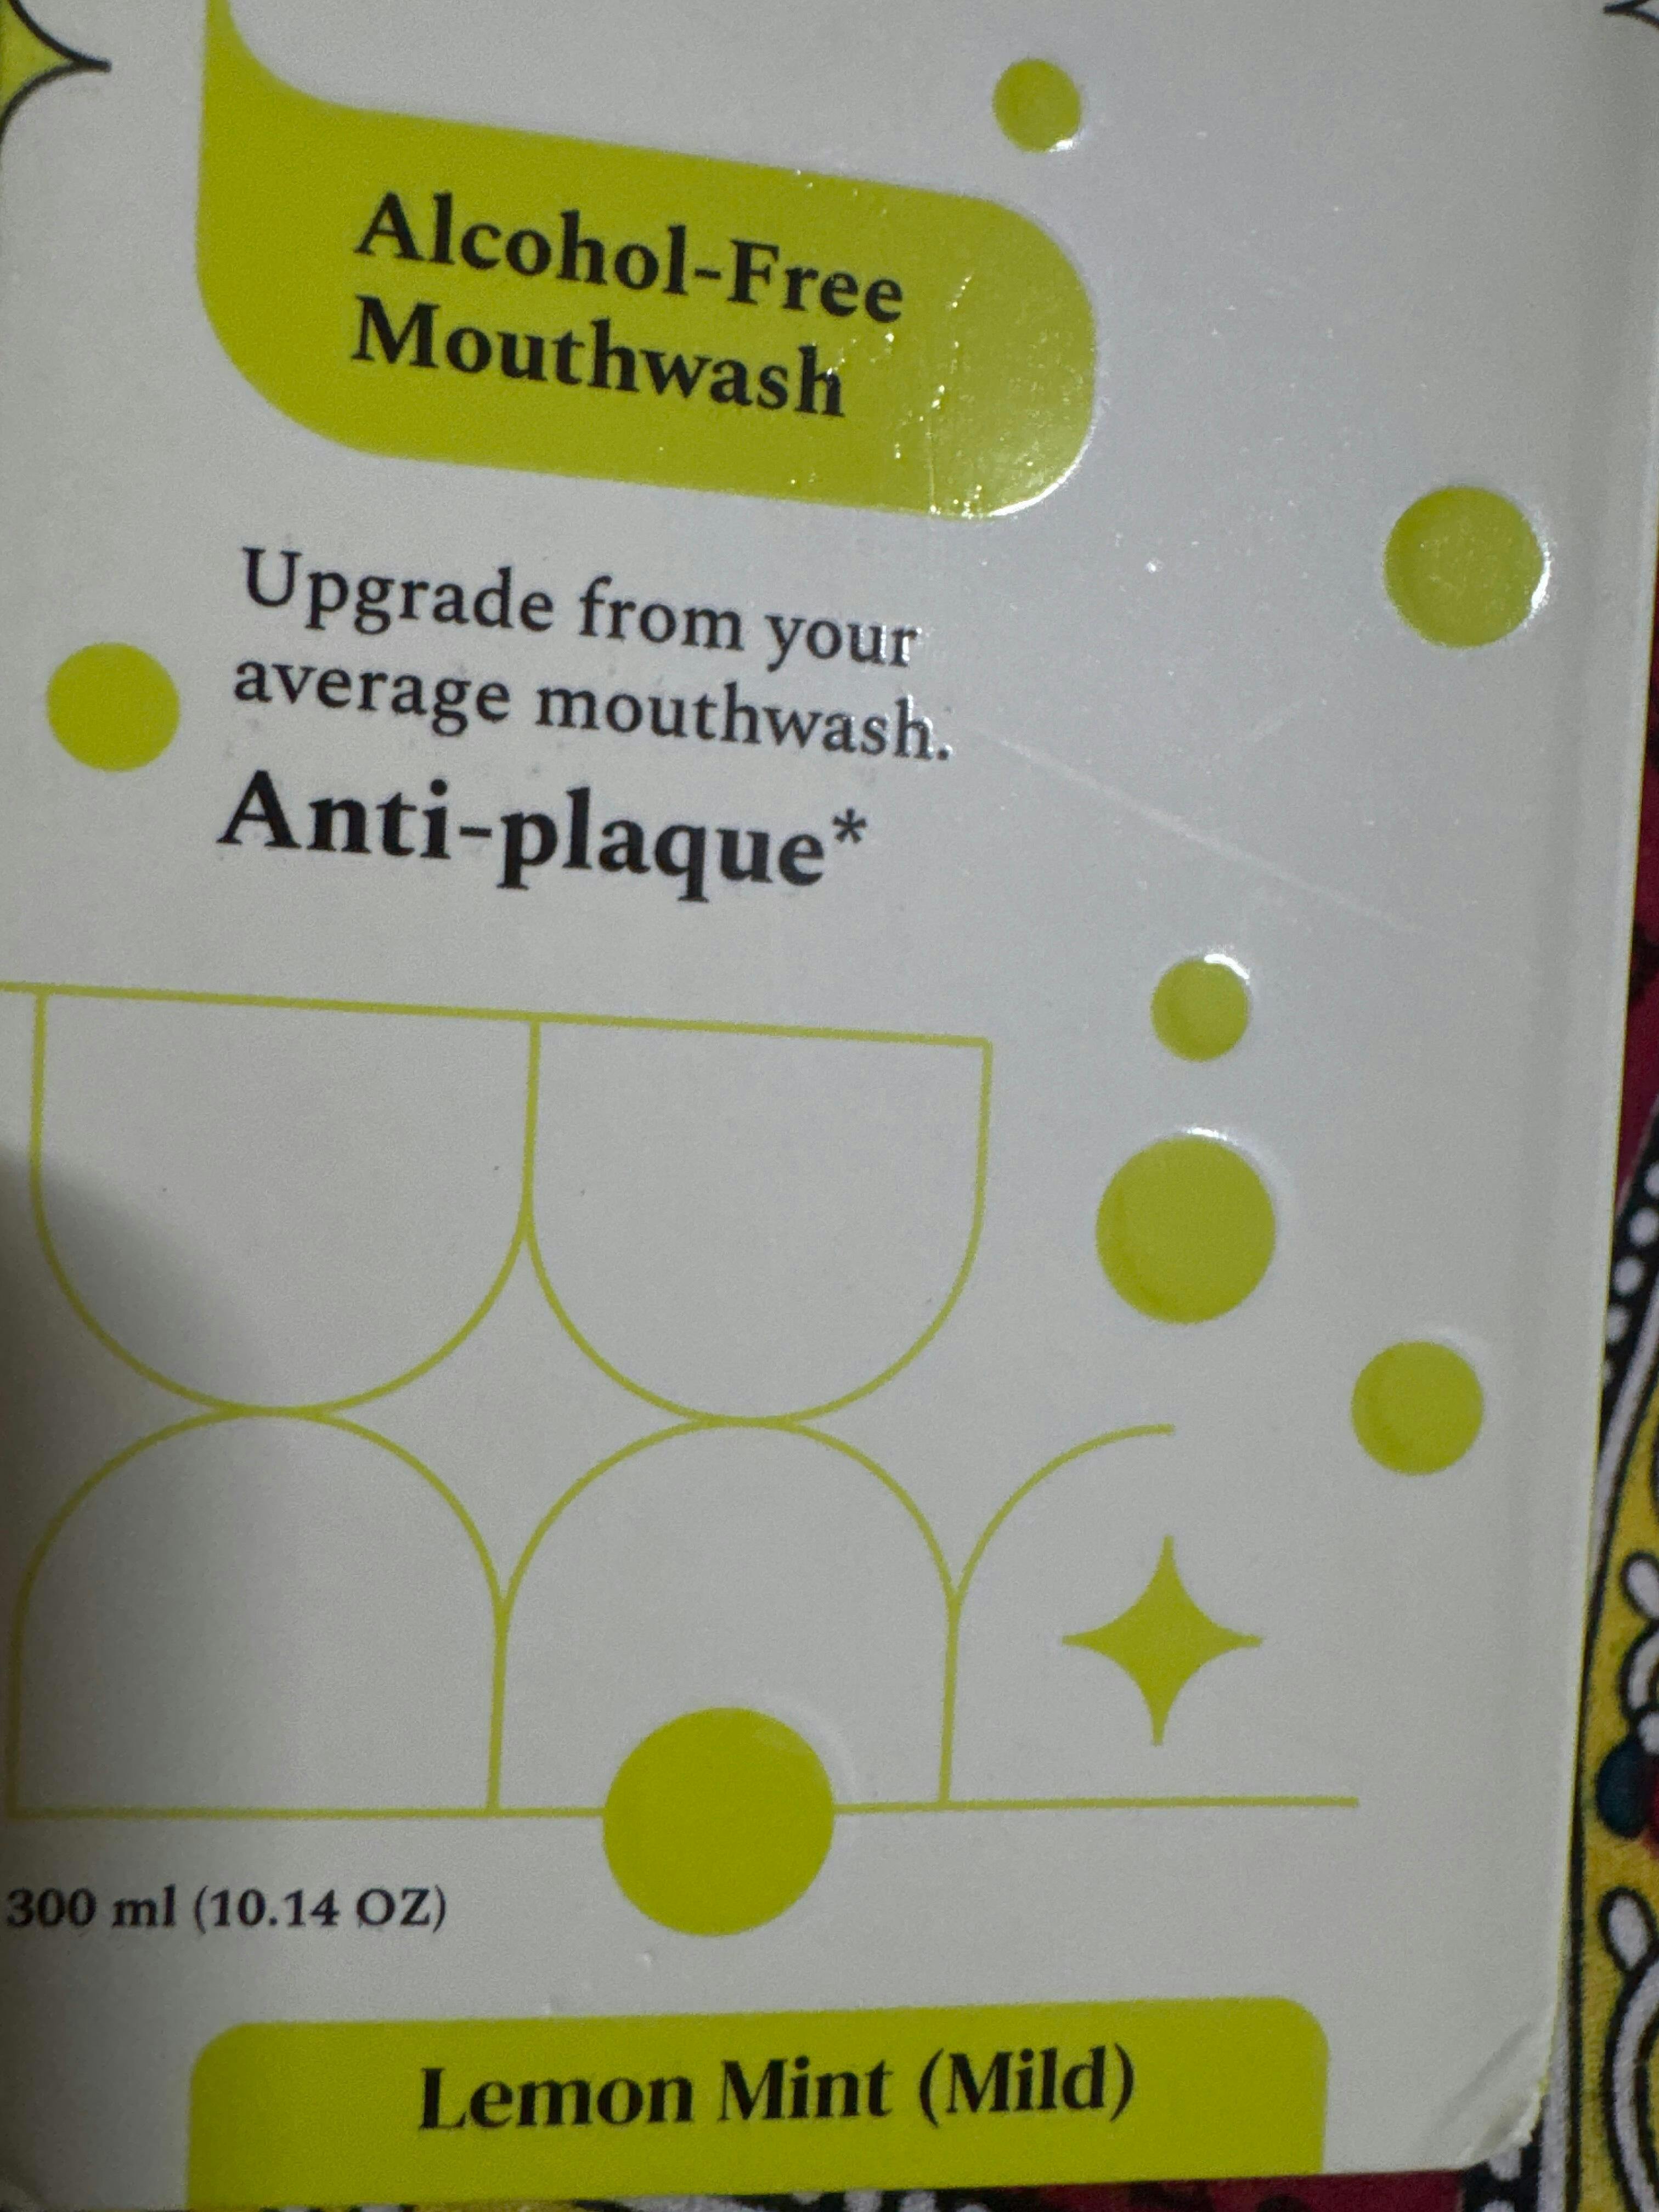 Alcohol-Free
Mouthwash
Upgrade from your
average mouthwash.
Anti-plaque*
300 ml (10.14 OZ)
Lemon Mint (Mild)